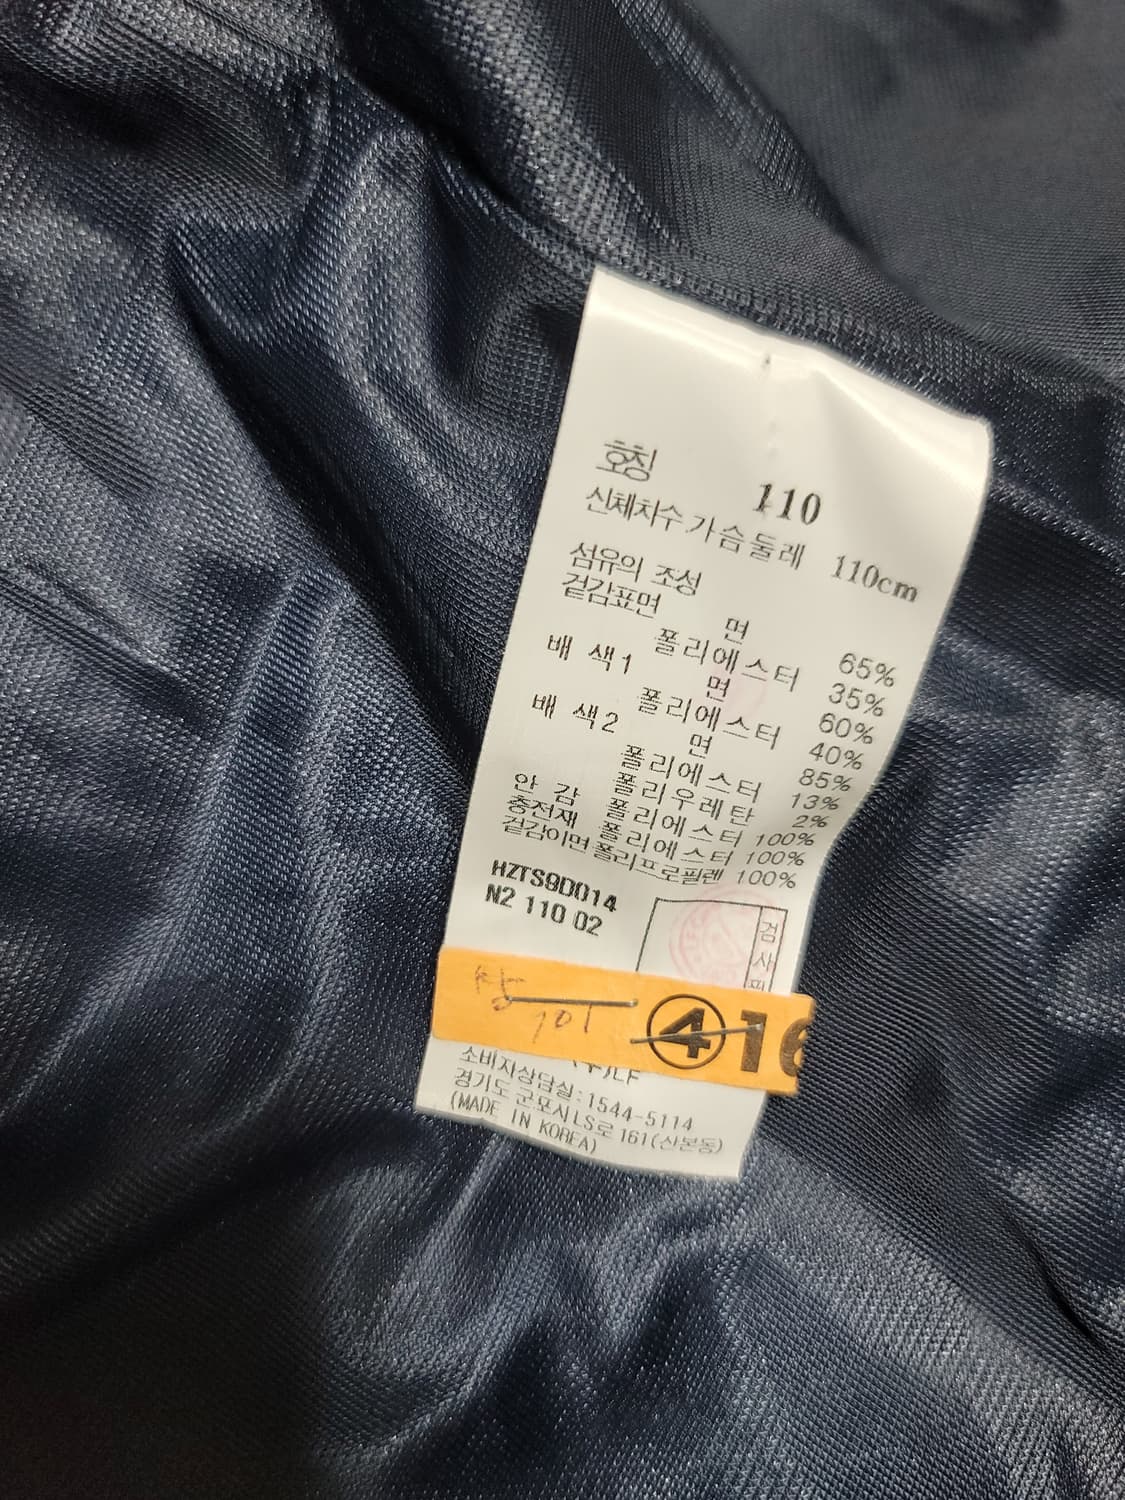 호칭 110
신체치수 가슴둘레 110cm
섬유의 조성
겉감표면 면 65%
폴리에스터 35%
배 색1 면 60%
폴리에스터 40%
배 색2 면 85%
폴리에스터 13%
폴리우레탄 2%
안 감 폴리에스터 100%
충전재 폴리에스터 100%
겉감이면 폴리프로필렌 100%
HZTS9D014
N2 110 02
검사필
101
④16
소비자상담실:1544-5114
경기도 군포시LS로 161(산본동)
(MADE IN KOREA)